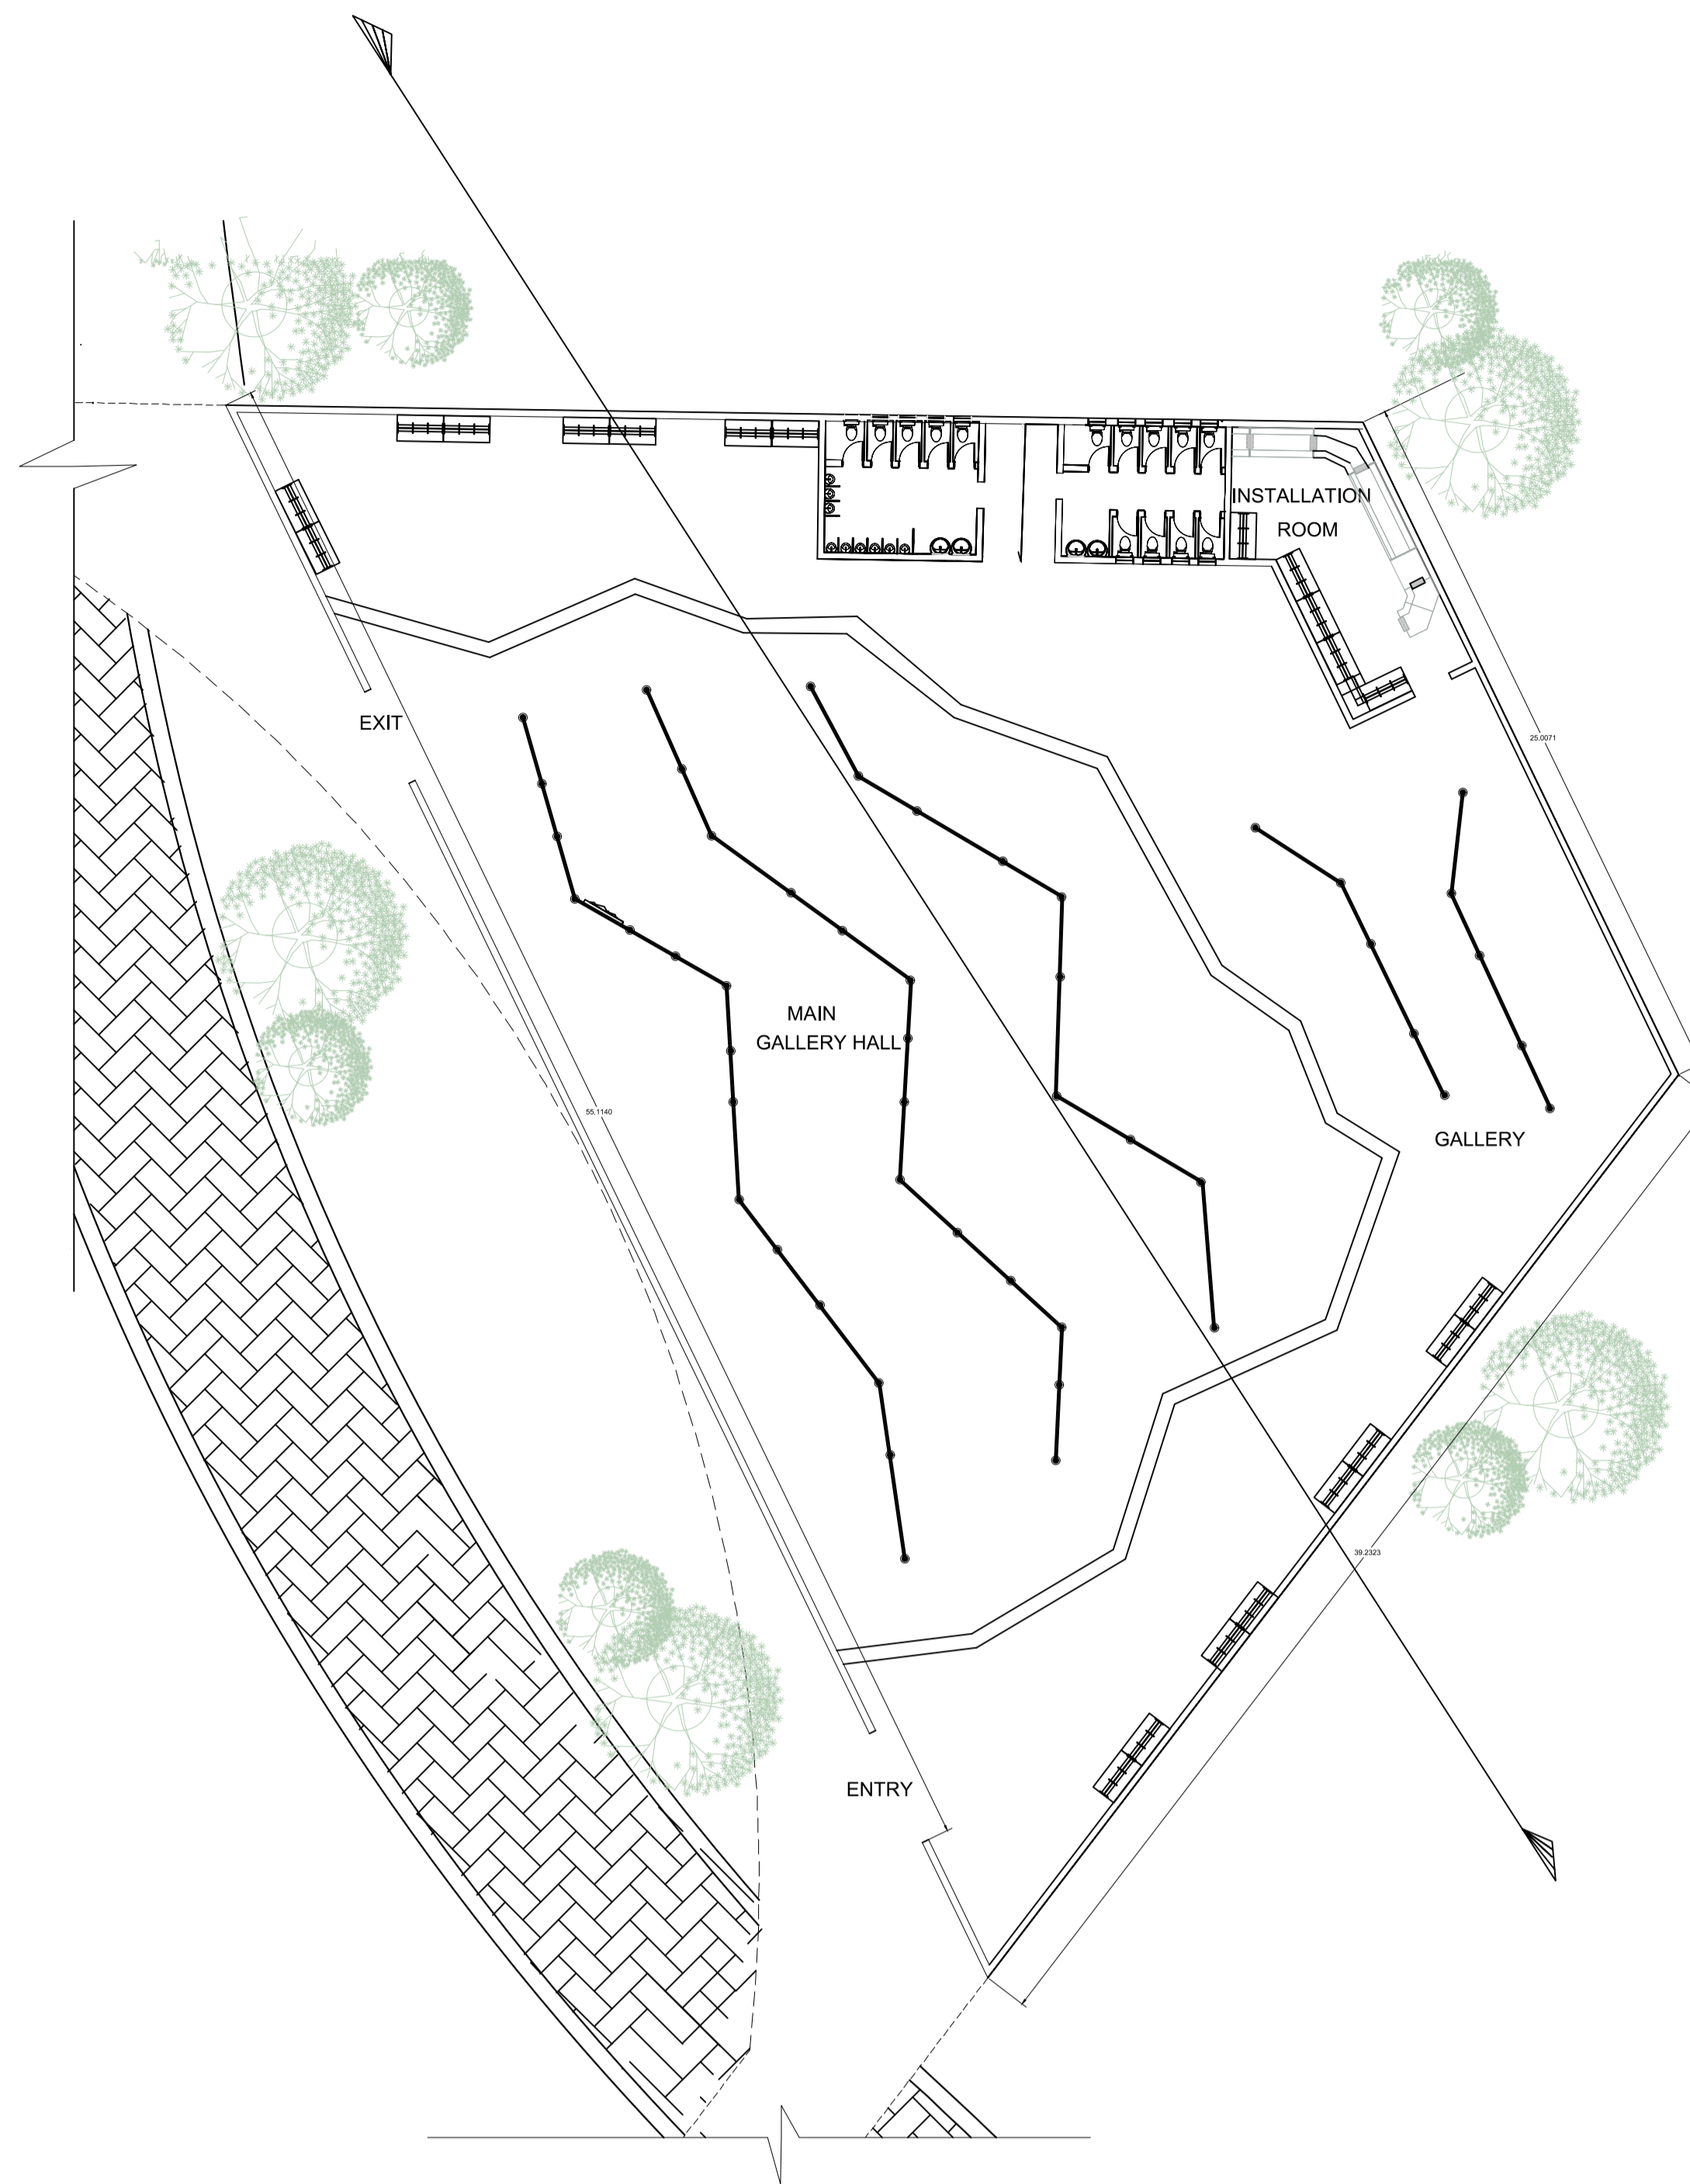 INSTALLATION
ROOM
EXIT
25.0071
MAIN
GALLERY HALL
55.1140
GALLERY
39.2323
ENTRY